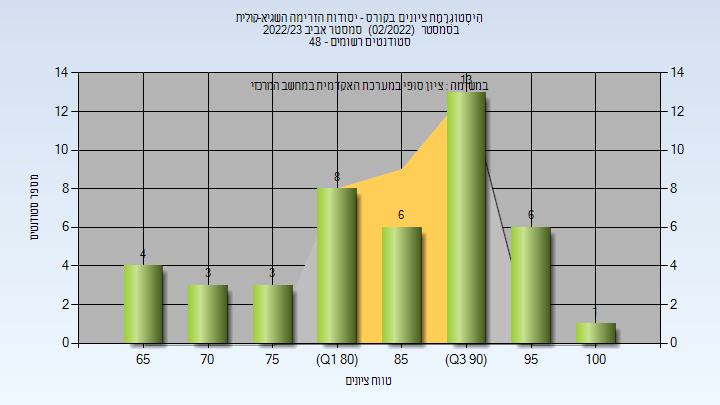 היסטוגרמת ציונים בקורס - יסודות הזרימה השגיא-קולית
בסמסטר (02/2022) סמסטר אביב 2022/23
סטודנטים רשומים - 48
במשימה : ציון סופי במערכת האקדמית במחשב המרכזי
מספר סטודנטים
14 14
12 12
10 10
8 8
6 6
4 4
2 2
0 0
4 3 3 8 6 13 6 1
65 70 75 (Q1 80) 85 (Q3 90) 95 100
טווח ציונים